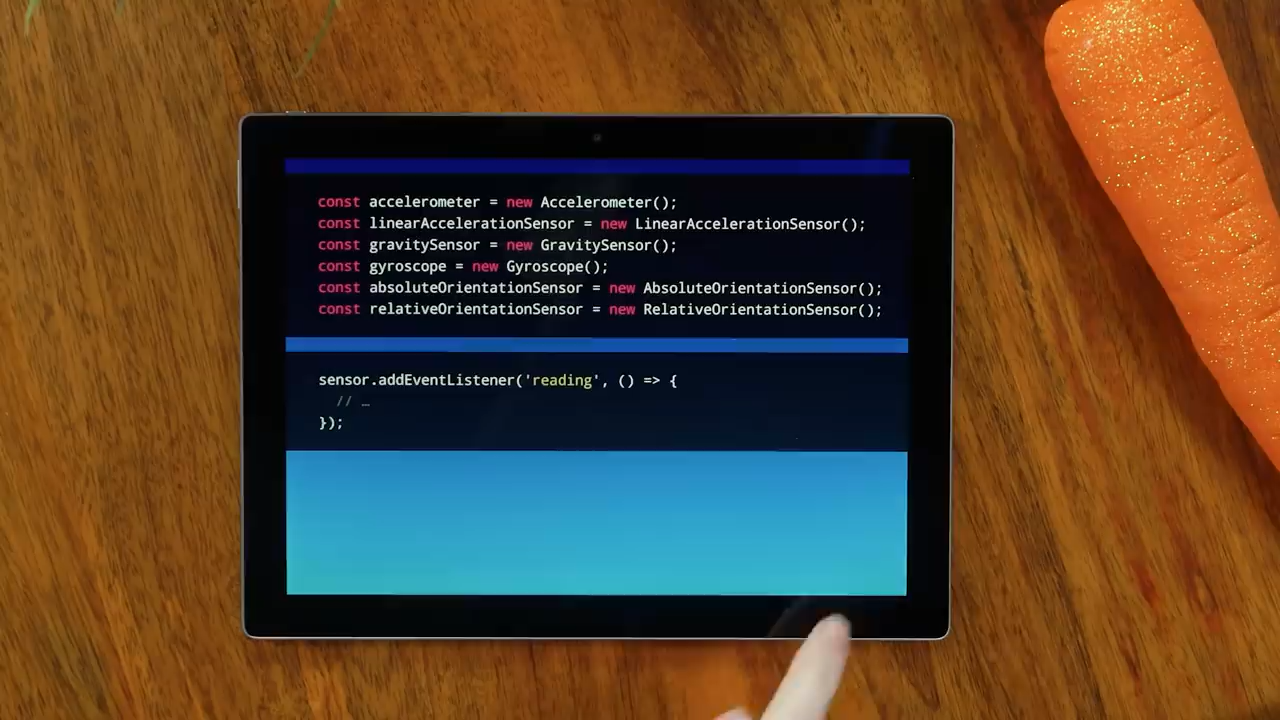 const accelerometer = new Accelerometer();
const linearAccelerationSensor = new LinearAccelerationSensor();
const gravitySensor = new GravitySensor();
const gyroscope = new Gyroscope();
const absoluteOrientationSensor = new AbsoluteOrientationSensor();
const relativeOrientationSensor = new RelativeOrientationSensor();
sensor.addEventListener('reading', () => {
// …
});